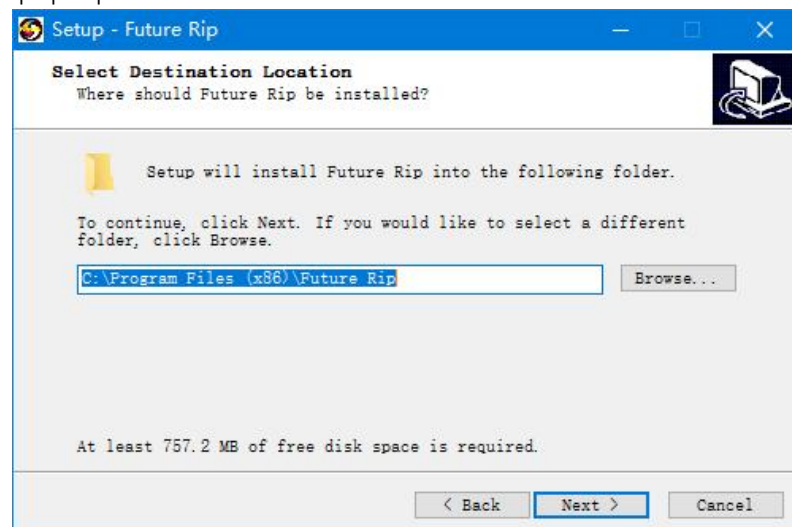 Setup - Future Rip
Select Destination Location
Where should Future Rip be installed?
Setup will install Future Rip into the following folder.
To continue, click Next. If you would like to select a different
folder, click Browse.
C:\Program Files (x86)\Future Rip
Browse...
At least 757.2 MB of free disk space is required.
< Back
Next >
Cancel